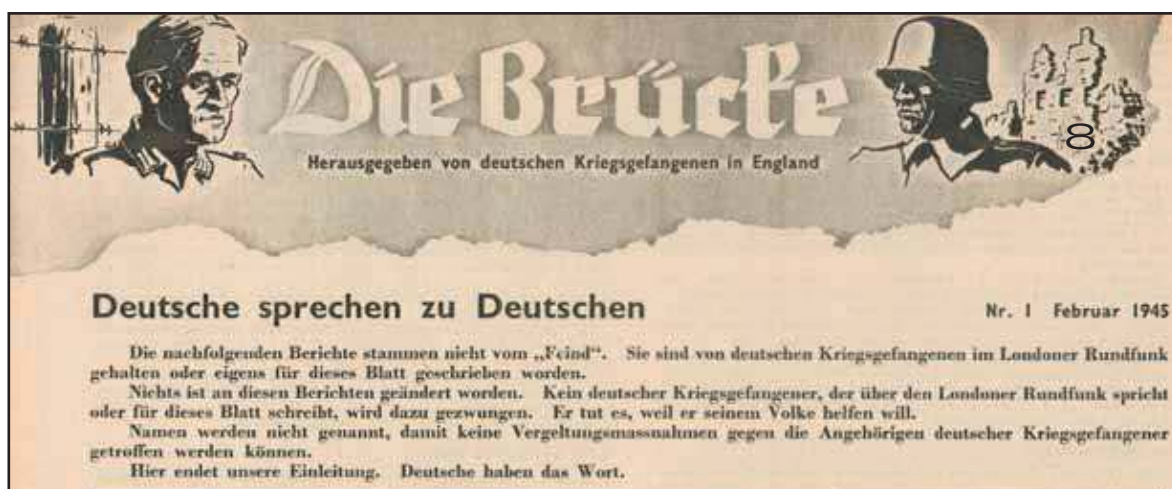 Die Brücke
Herausgegeben von deutschen Kriegsgefangenen in England
8
Deutsche sprechen zu Deutschen
Nr. 1 Februar 1945
Die nachfolgenden Berichte stammen nicht vom „Feind“. Sie sind von deutschen Kriegsgefangenen im Londoner Rundfunk
gehalten oder eigens für dieses Blatt geschrieben worden.
Nichts ist an diesen Berichten geändert worden. Kein deutscher Kriegsgefangener, der über den Londoner Rundfunk spricht
oder für dieses Blatt schreibt, wird dazu gezwungen. Er tut es, weil er seinem Volke helfen will.
Namen werden nicht genannt, damit keine Vergeltungsmassnahmen gegen die Angehörigen deutscher Kriegsgefangener
getroffen werden können.
Hier endet unsere Einleitung. Deutsche haben das Wort.